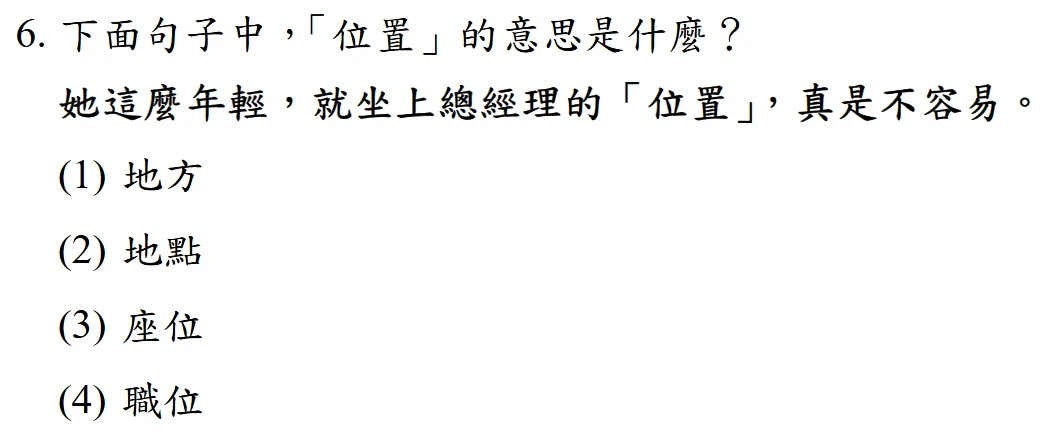 6. 下面句子中，「位置」的意思是什麼？
她這麼年輕，就坐上總經理的「位置」，真是不容易。
(1) 地方
(2) 地點
(3) 座位
(4) 職位